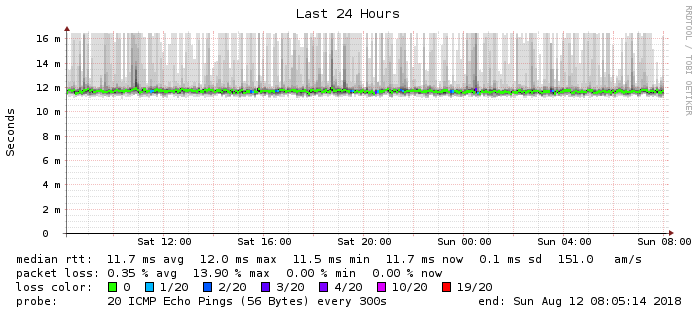 Last 24 Hours
RRDTOOL / TOBI OETIKER
Seconds
16 m
14 m
12 m
10 m
8 m
6 m
4 m
2 m
0
Sat 12:00 Sat 16:00 Sat 20:00 Sun 00:00 Sun 04:00 Sun 08:00
median rtt: 11.7 ms avg 12.0 ms max 11.5 ms min 11.7 ms now 0.1 ms sd 151.0 am/s
packet loss: 0.35 % avg 13.90 % max 0.00 % min 0.00 % now
loss color: 0 1/20 2/20 3/20 4/20 10/20 19/20
probe: 20 ICMP Echo Pings (56 Bytes) every 300s end: Sun Aug 12 08:05:14 2018